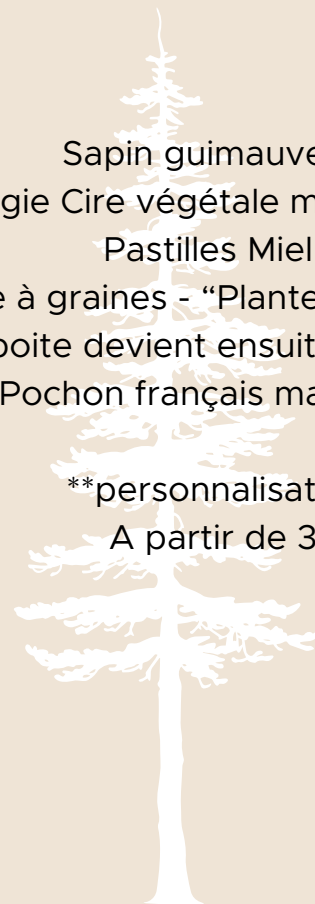 Sapin guimauve
gie Cire végétale m
Pastilles Miel
e à graines - “Plante
boite devient ensuit
Pochon français ma
**personnalisat
A partir de 3